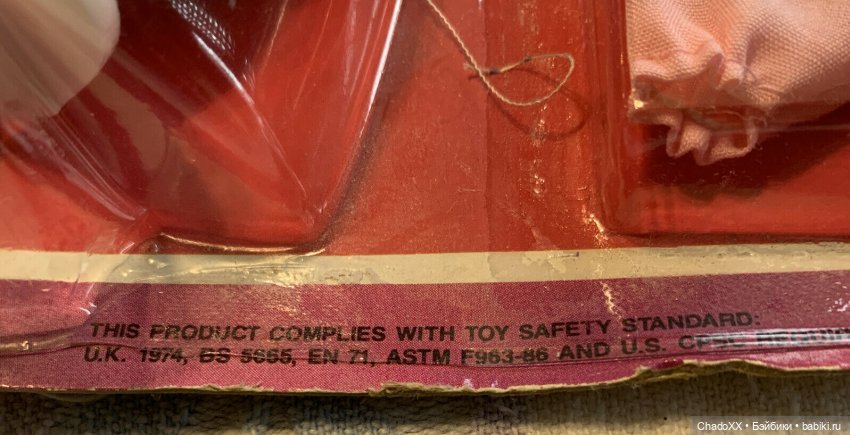 THIS PRODUCT COMPLIES WITH TOY SAFETY STANDARD:
U.K. 1974, BS 5665, EN 71, ASTM F963-86 AND U.S. CPSC
ChadoXX • Бэйбики • babiki.ru